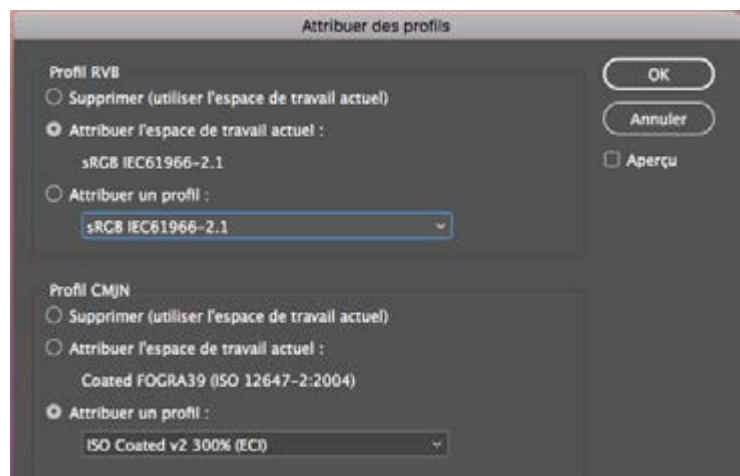 Attribuer des profils
Profil RVB
Supprimer (utiliser l'espace de travail actuel)
Attribuer l'espace de travail actuel :
sRGB IEC61966-2.1
Attribuer un profil :
sRGB IEC61966-2.1
OK
Annuler
Aperçu
Profil CMJN
Supprimer (utiliser l'espace de travail actuel)
Attribuer l'espace de travail actuel :
Coated FOGRA39 (ISO 12647-2:2004)
Attribuer un profil :
ISO Coated v2 300% (ECI)